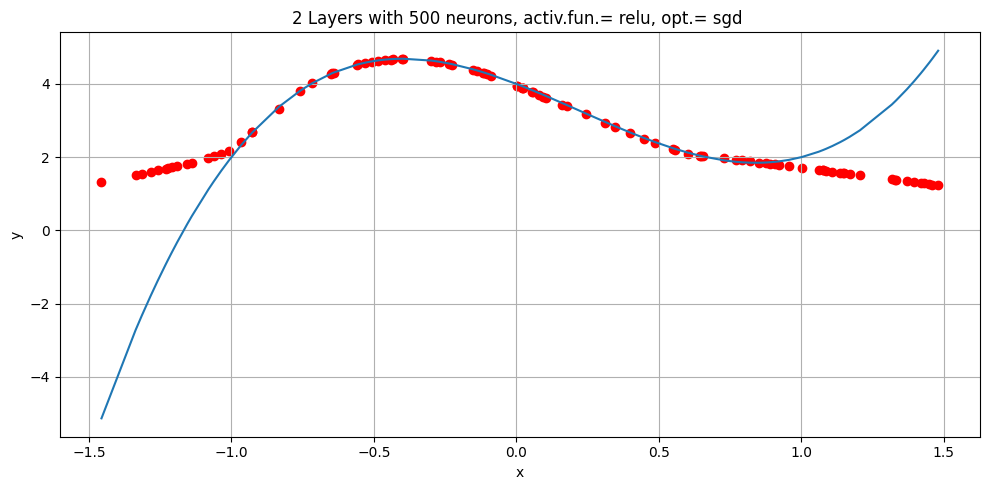 2 Layers with 500 neurons, activ.fun.= relu, opt.= sgd
y
4
2
0
−2
−4
−1.5 −1.0 −0.5 0.0 0.5 1.0 1.5
x